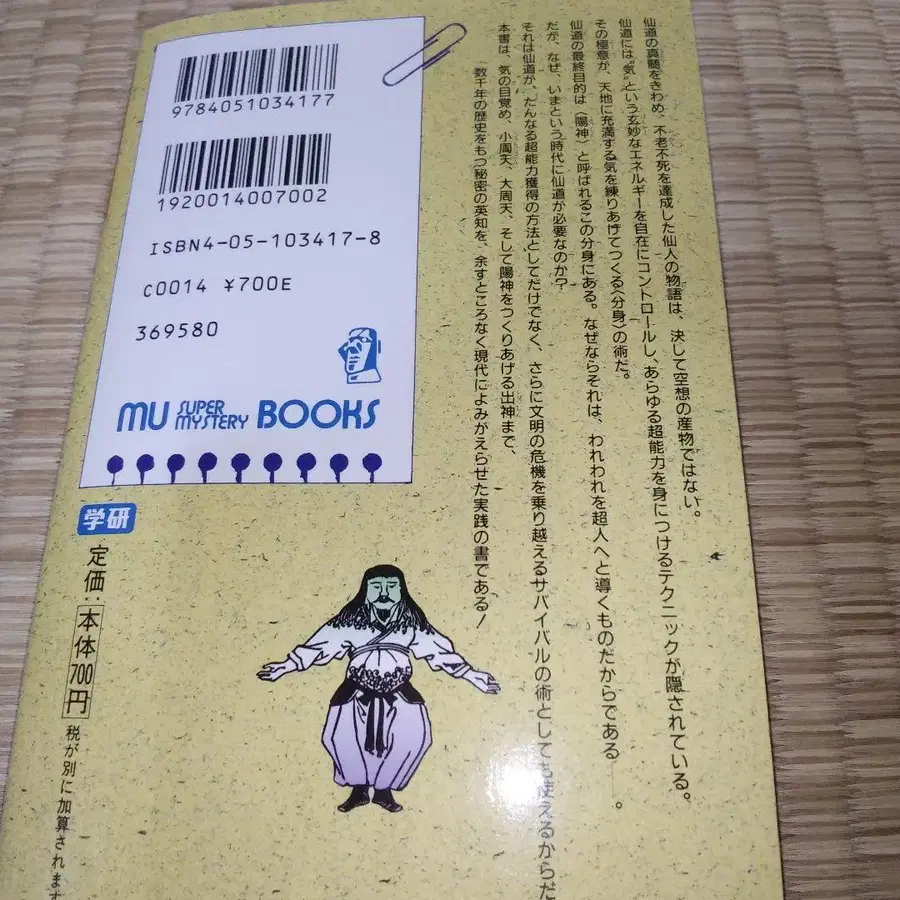 仙道の真髄をきわめ、不老不死を達成した仙人の物語は、決して空想の産物ではない。
仙道には“気”という玄妙なエネルギーを自在にコントロールし、あらゆる超能力を身につけるテクニックが隠されている。
その極意が、天地に充満する気を練りあげてつくる〈分身〉の術だ。
仙道の最終目的は〈陽神〉と呼ばれるこの分身にある。なぜならそれは、われわれを超人へと導くものだからである――。
だが、なぜ、いまという時代に仙道が必要なのか?
それは仙道が、たんなる超能力獲得の方法としてだけでなく、さらに文明の危機を乗り越えるサバイバルの術としても使えるからだ
本書は、気の目覚め、小周天、大周天、そして陽神をつくりあげる出神まで、
数千年の歴史をもつ秘密の英知を、余すところなく現代によみがえらせた実践の書である!
9784051034177
1920014007002
ISBN4-05-103417-8
C0014 ¥700E
369580
MU SUPER MYSTERY BOOKS
学研
定価:本体700円
税が別に加算されます